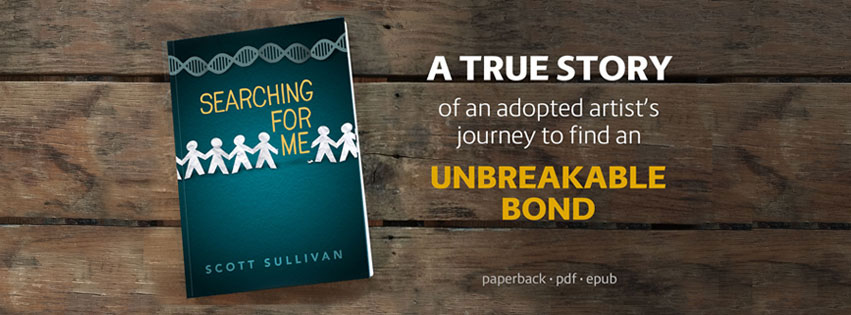 SEARCHING
FOR
ME
SCOTT SULLIVAN
A TRUE STORY
of an adopted artist's
journey to find an
UNBREAKABLE
BOND
paperback · pdf · epub